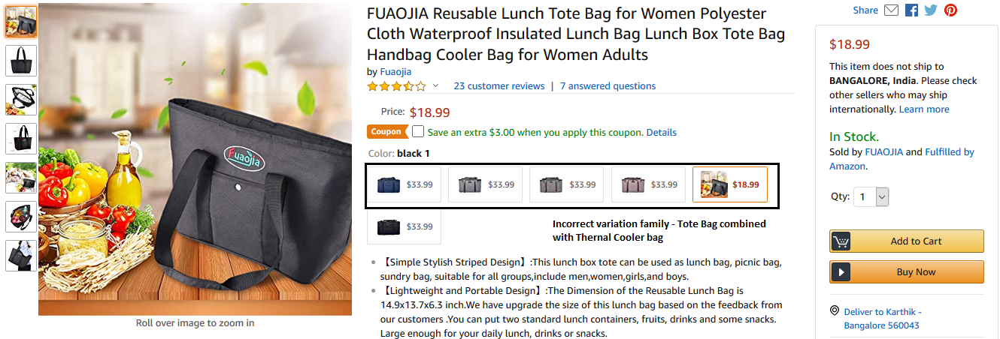 FUAOJIA Reusable Lunch Tote Bag for Women Polyester
Cloth Waterproof Insulated Lunch Bag Lunch Box Tote Bag
Handbag Cooler Bag for Women Adults
by Fuaojia
23 customer reviews | 7 answered questions
Price: $18.99
Coupon Save an extra $3.00 when you apply this coupon. Details
Color: black 1
$33.99 $33.99 $33.99 $33.99 $18.99
$33.99
Incorrect variation family - Tote Bag combined
with Thernal Cooler bag
• 【Simple Stylish Striped Design】:This lunch box tote can be used as lunch bag, picnic bag,
sundry bag, suitable for all groups,include men,women,girls,and boys.
• 【Lightweight and Portable Design】:The Dimension of the Reusable Lunch Bag is
14.9x13.7x6.3 inch.We have upgrade the size of this lunch bag based on the feedback from
our customers .You can put two standard lunch containers, fruits, drinks and some snacks.
Large enough for your daily lunch, drinks or snacks.
Fuaojia
Roll over image to zoom in
Share
$18.99
This item does not ship to
BANGALORE, India. Please check
other sellers who may ship
internationally. Learn more
In Stock.
Sold by FUAOJIA and Fulfilled by
Amazon.
Qty: 1
Add to Cart
Buy Now
Deliver to Karthik -
Bangalore 560043